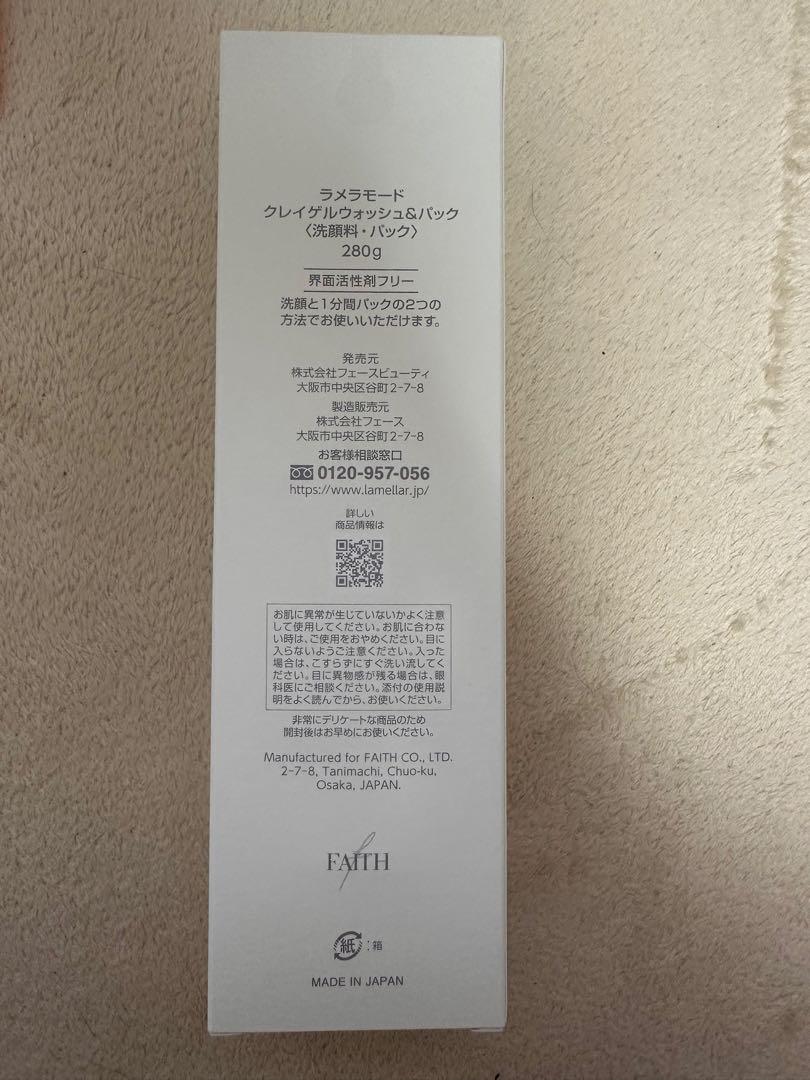 ラメラモード
クレイゲルウォッシュ&パック
〈洗顔料・パック〉
280g
界面活性剤フリー
洗顔と1分間パックの2つの
方法でお使いいただけます。
発売元
株式会社フェースビューティ
大阪市中央区谷町2-7-8
製造販売元
株式会社フェース
大阪市中央区谷町2-7-8
お客様相談窓口
0120-957-056
https://www.lamellar.jp/
詳しい
商品情報は
お肌に異常が生じていないかよく注意
して使用してください。お肌に合わな
い時は、ご使用をおやめください。目に
入らないようご注意ください。入った
場合は、こすらずにすぐ洗い流してく
ださい。目に異物感が残る場合は、眼
科医にご相談ください。添付の使用説
明をよく読んでから、お使いください。
非常にデリケートな商品のため
開封後はお早めにお使いください。
Manufactured for FAITH CO., LTD.
2-7-8, Tanimachi, Chuo-ku,
Osaka, JAPAN.
FAITH
紙:箱
MADE IN JAPAN